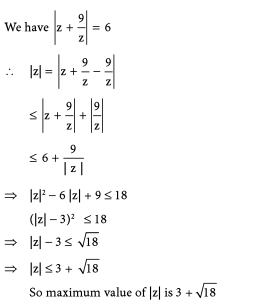 We have |z + 9/z| = 6
∴ |z| = |z + 9/z − 9/z|
≤ |z + 9/z| + |9/z|
≤ 6 + 9/|z|
⇒ |z|² − 6 |z| + 9 ≤ 18
(|z| − 3)² ≤ 18
⇒ |z| − 3 ≤ √18
⇒ |z| ≤ 3 + √18
So maximum value of |z| is 3 + √18